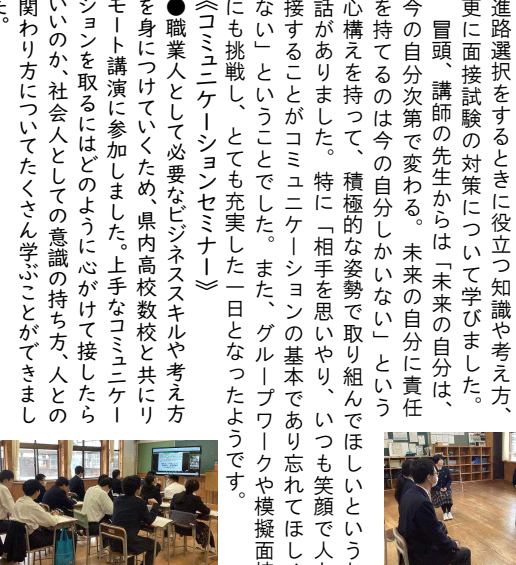 進路選択をするときに役立つ知識や考え方、
更に面接試験の対策について学びました。
冒頭、講師の先生からは「未来の自分は、
今の自分次第で変わる。未来の自分に責任
を持てるのは今の自分しかいない」という
心構えを持って、積極的な姿勢で取り組んでほしいというお
話がありました。特に「相手を思いやり、いつも笑顔で人と
接することがコミュニケーションの基本であり忘れてほしく
ない」ということでした。また、グループワークや模擬面接
にも挑戦し、とても充実した一日となったようです。
《コミュニケーションセミナー》
●職業人として必要なビジネススキルや考え方
を身につけていくため、県内高校数校と共にリ
モート講演に参加しました。上手なコミュニケー
ションを取るにはどのように心がけて接したら
いいのか、社会人としての意識の持ち方、人との
関わり方についてたくさん学ぶことができまし
た。